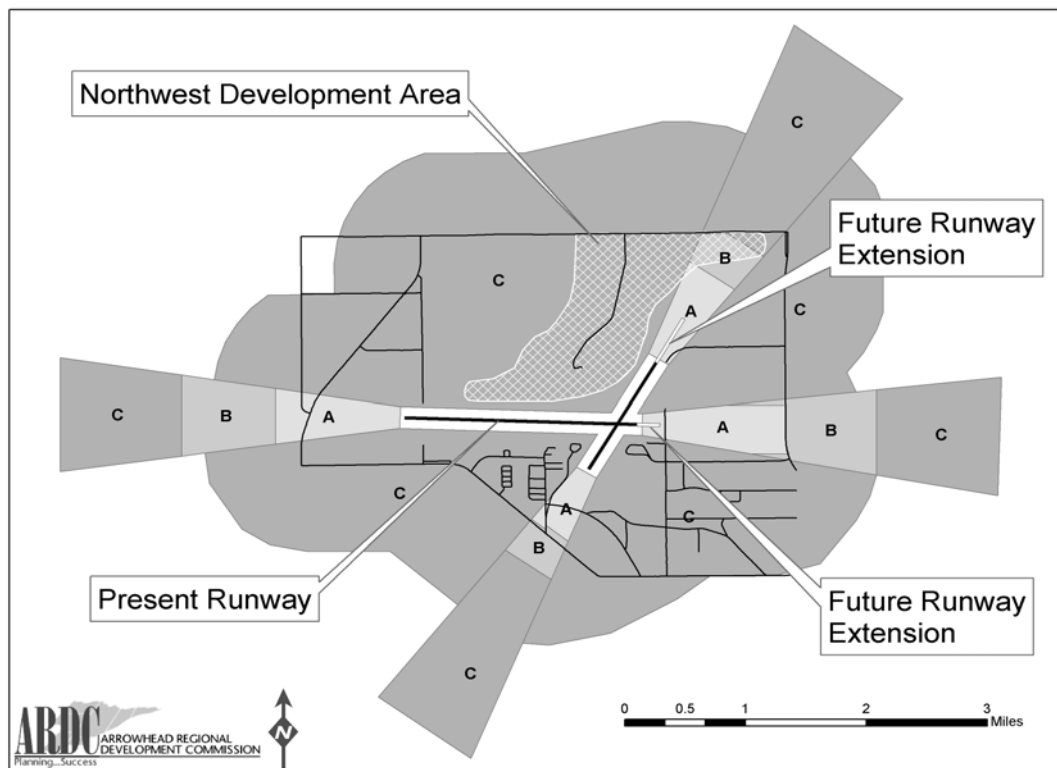 Northwest Development Area
C
Future Runway
Extension
B
C
A
C
C
B
A
A
B
C
C
A
C
B
Present Runway
Future Runway
Extension
C
ARDC
ARROWHEAD REGIONAL
DEVELOPMENT COMMISSION
Planning...Success
N
0 0.5 1 2 3
Miles